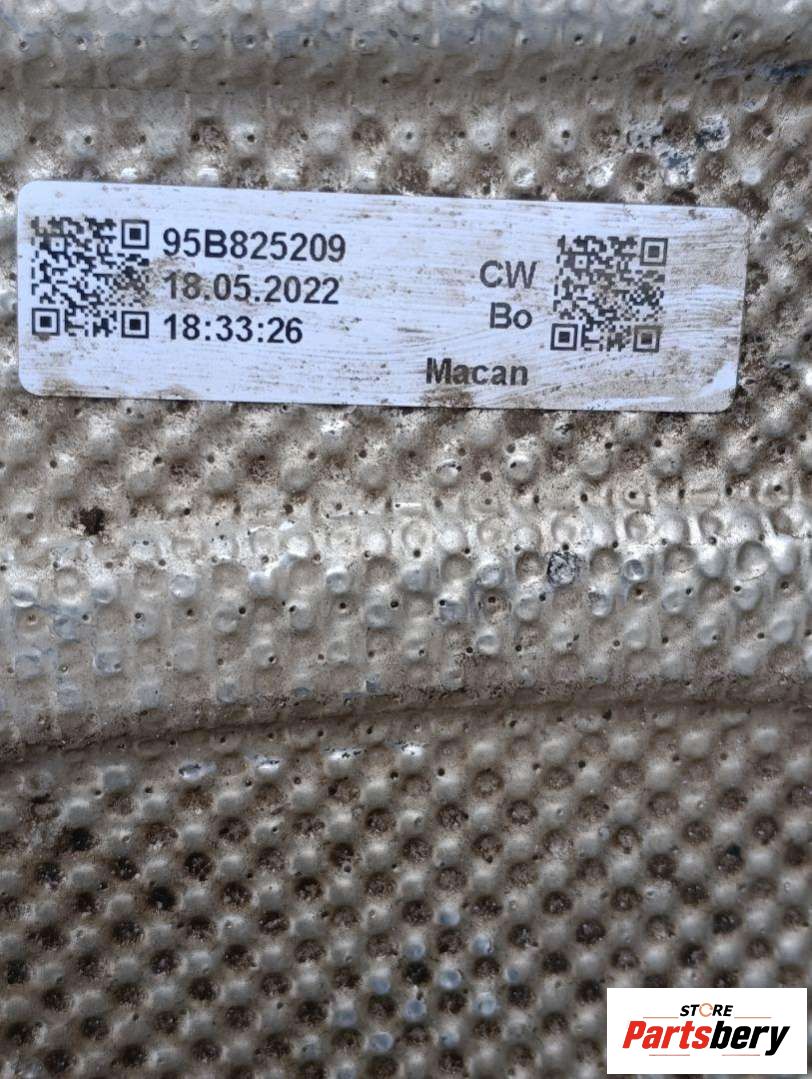 95B825209
18.05.2022
18:33:26
CW
Bo
Macan
STORE
Partsbery